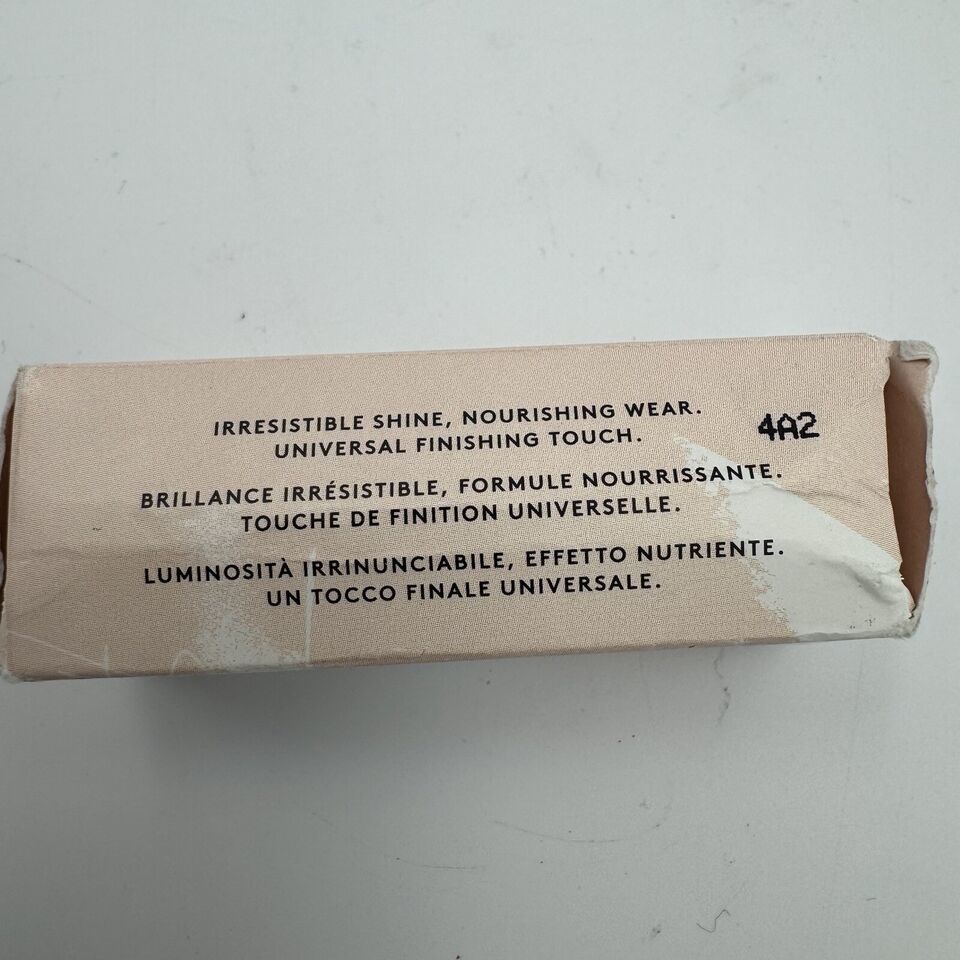 IRRESISTIBLE SHINE, NOURISHING WEAR.
UNIVERSAL FINISHING TOUCH.
4A2
BRILLANCE IRRÉSISTIBLE, FORMULE NOURRISSANTE.
TOUCHE DE FINITION UNIVERSELLE.
LUMINOSITÀ IRRINUNCIABILE, EFFETTO NUTRIENTE.
UN TOCCO FINALE UNIVERSALE.